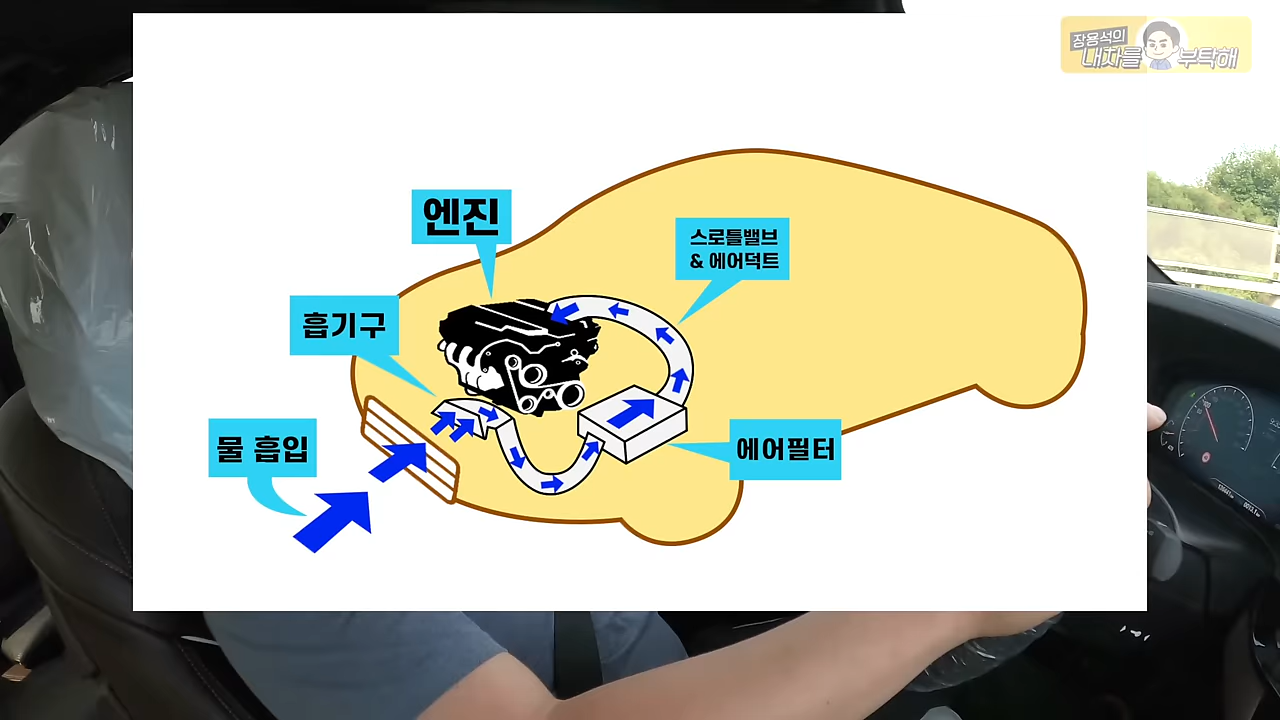 장용석의
내차를 부탁해
엔진
스로틀밸브
& 에어덕트
흡기구
물 흡입
에어필터